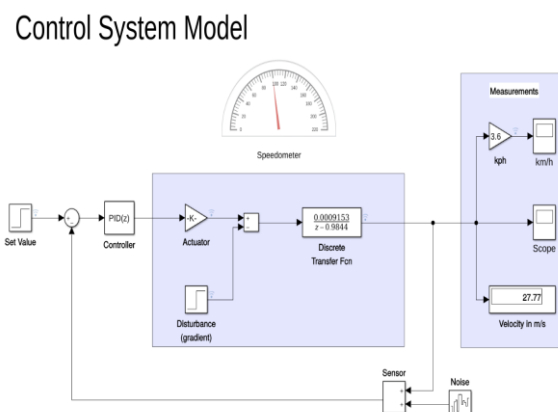 Control System Model
Speedometer
Measurements
3.6
kph
km/h
Set Value
PID(z)
Controller
-K-
Actuator
0.0009153
z − 0.9844
Discrete
Transfer Fcn
Scope
Disturbance
(gradient)
27.77
Velocity in m/s
Sensor
Noise